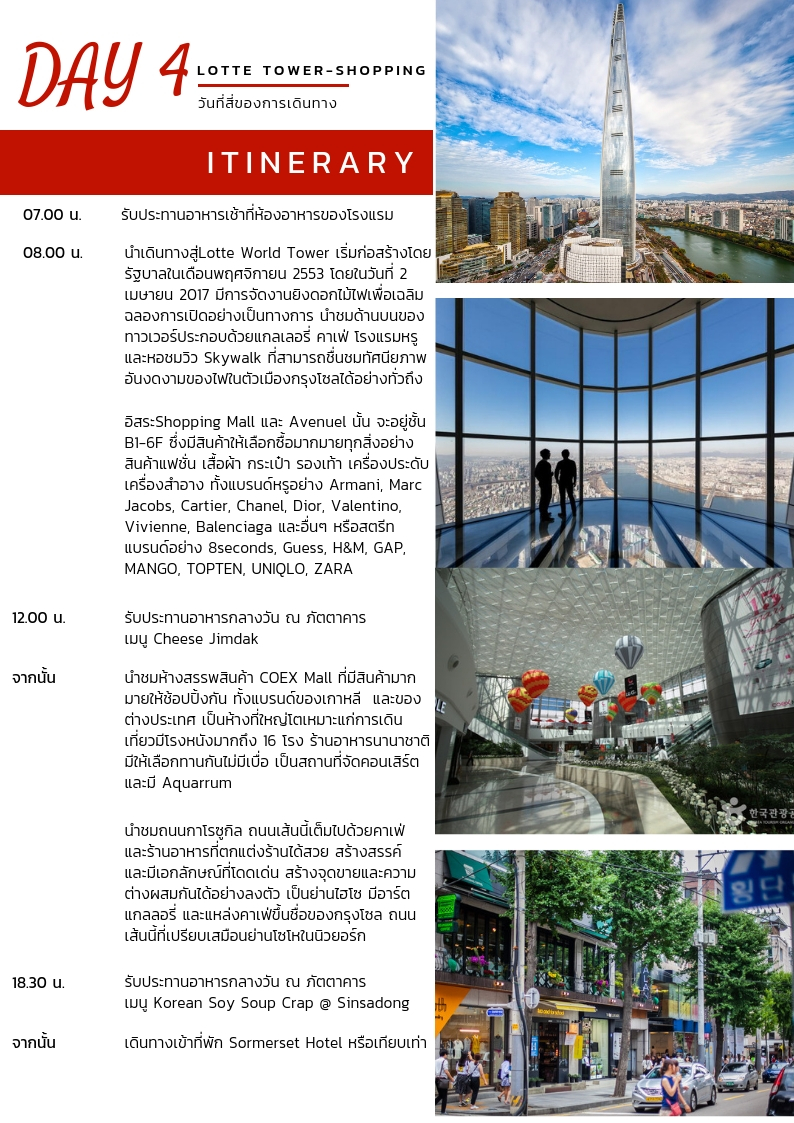 DAY 4
LOTTE TOWER-SHOPPING
วันที่สี่ของการเดินทาง
ITINERARY
07.00 น. รับประทานอาหารเช้าที่ห้องอาหารของโรงแรม
08.00 น. นำเดินทางสู่Lotte World Tower เริ่มก่อสร้างโดย
รัฐบาลในเดือนพฤศจิกายน 2553 โดยในวันที่ 2
เมษายน 2017 มีการจัดงานยิงดอกไม้ไฟเพื่อเฉลิม
ฉลองการเปิดอย่างเป็นทางการ นำชมด้านบนของ
ทาวเวอร์ประกอบด้วยแกลเลอรี่ คาเฟ่ โรงแรมหรู
และหอชมวิว Skywalk ที่สามารถชื่นชมทัศนียภาพ
อันงดงามของไฟในตัวเมืองกรุงโซลได้อย่างทั่วถึง
อิสระShopping Mall และ Avenuel นั้น จะอยู่ชั้น
B1-6F ซึ่งมีสินค้าให้เลือกซื้อมากมายทุกสิ่งอย่าง
สินค้าแฟชั่น เสื้อผ้า กระเป๋า รองเท้า เครื่องประดับ
เครื่องสำอาง ทั้งแบรนด์หรูอย่าง Armani, Marc
Jacobs, Cartier, Chanel, Dior, Valentino,
Vivienne, Balenciaga และอื่นๆ หรือสตรีท
แบรนด์อย่าง 8seconds, Guess, H&M, GAP,
MANGO, TOPTEN, UNIQLO, ZARA
12.00 น. รับประทานอาหารกลางวัน ณ ภัตตาคาร
เมนู Cheese Jimdak
จากนั้น นำชมห้างสรรพสินค้า COEX Mall ที่มีสินค้ามาก
มายให้ช้อปปิ้งกัน ทั้งแบรนด์ของเกาหลี และของ
ต่างประเทศ เป็นห้างที่ใหญ่โตเหมาะแก่การเดิน
เที่ยวมีโรงหนังมากถึง 16 โรง ร้านอาหารนานาชาติ
มีให้เลือกทานกันไม่มีเบื่อ เป็นสถานที่จัดคอนเสิร์ต
และมี Aquarrum
นำชมถนนกาโรซูกิล ถนนเส้นนี้เต็มไปด้วยคาเฟ่
และร้านอาหารที่ตกแต่งร้านได้สวย สร้างสรรค์
และมีเอกลักษณ์ที่โดดเด่น สร้างจุดขายและความ
ต่างผสมกันได้อย่างลงตัว เป็นย่านไฮโซ มีอาร์ต
แกลลอรี่ และแหล่งคาเฟ่ขึ้นชื่อของกรุงโซล ถนน
เส้นนี้ที่เปรียบเสมือนย่านโซโหในนิวยอร์ก
18.30 น. รับประทานอาหารกลางวัน ณ ภัตตาคาร
เมนู Korean Soy Soup Crap @ Sinsadong
จากนั้น เดินทางเข้าที่พัก Sormerset Hotel หรือเทียบเท่า
한국관광공
횡단